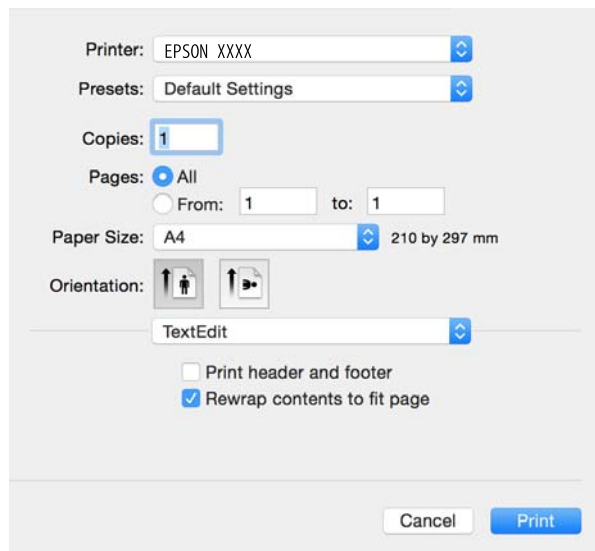 Printer: EPSON XXXX
Presets: Default Settings
Copies: 1
Pages: All
From: 1 to: 1
Paper Size: A4 210 by 297 mm
Orientation:
TextEdit
Print header and footer
Rewrap contents to fit page
Cancel Print